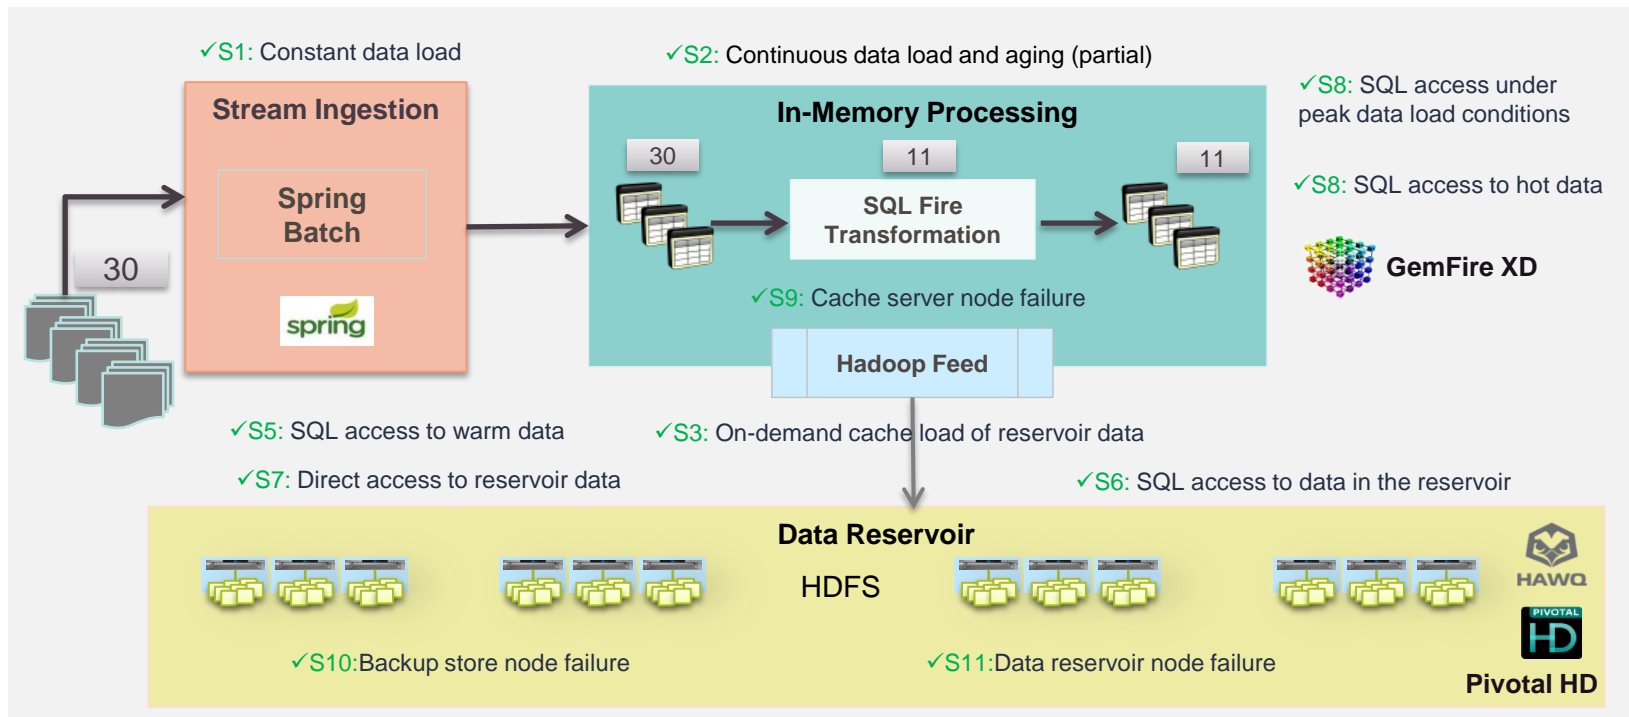 ✓S1: Constant data load
✓S2: Continuous data load and aging (partial)
Stream Ingestion
In-Memory Processing
✓S8: SQL access under
peak data load conditions
30
11
11
Spring
Batch
SQL Fire
Transformation
✓S8: SQL access to hot data
30
GemFire XD
spring
✓S9: Cache server node failure
Hadoop Feed
✓S5: SQL access to warm data
✓S3: On-demand cache load of reservoir data
✓S7: Direct access to reservoir data
✓S6: SQL access to data in the reservoir
Data Reservoir
HDFS
HAWQ
PIVOTAL
HD
✓S10:Backup store node failure
✓S11:Data reservoir node failure
Pivotal HD